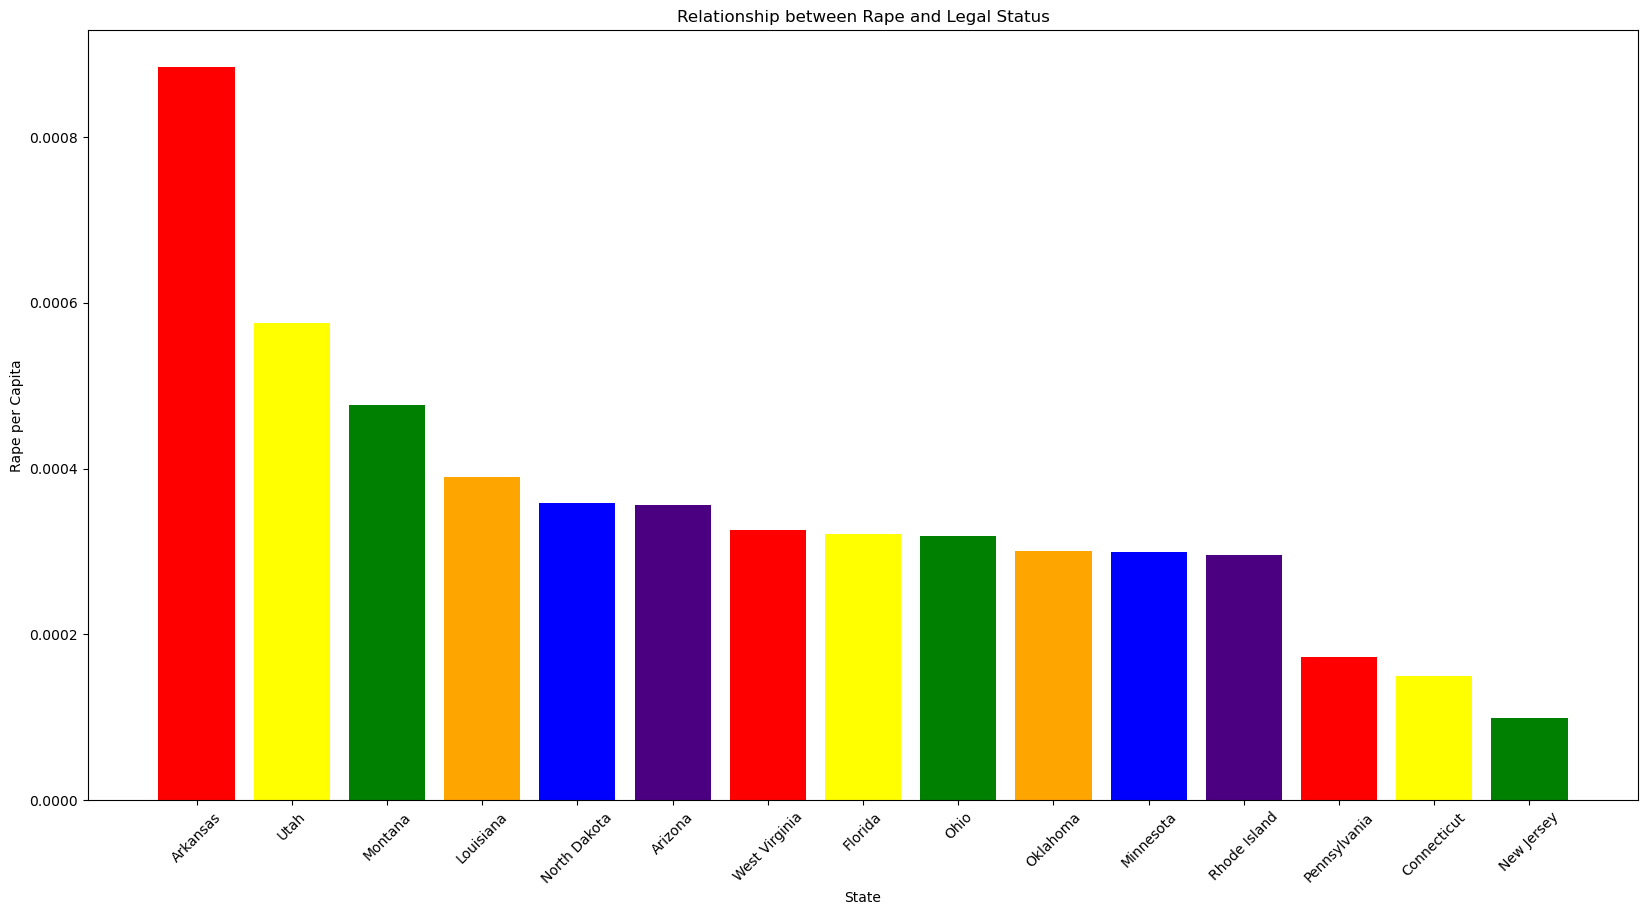 Relationship between Rape and Legal Status
Rape per Capita
0.0008
0.0006
0.0004
0.0002
0.0000
Arkansas
Utah
Montana
Louisiana
North Dakota
Arizona
West Virginia
Florida
Ohio
Oklahoma
Minnesota
Rhode Island
Pennsylvania
Connecticut
New Jersey
State